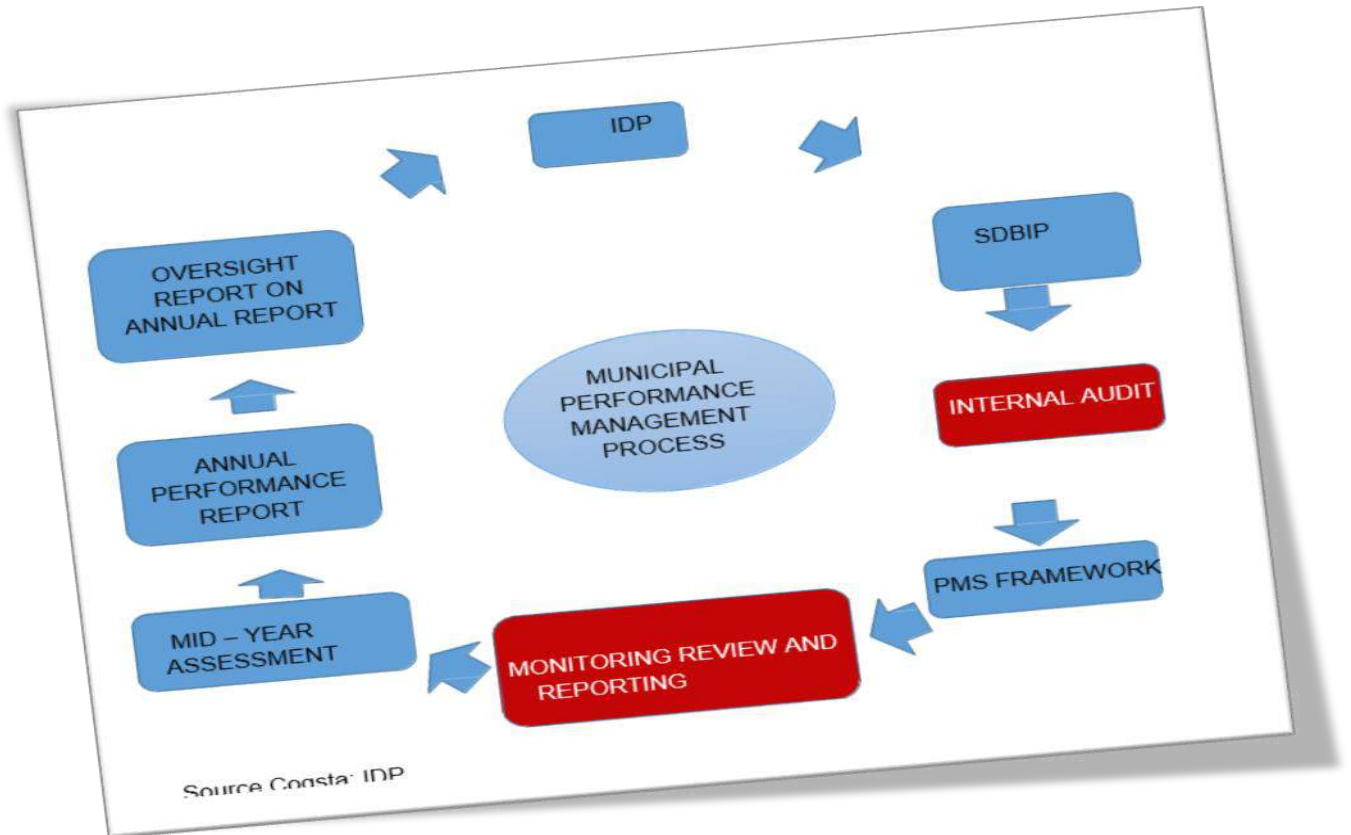 IDP
SDBIP
OVERSIGHT
REPORT ON
ANNUAL REPORT
MUNICIPAL
PERFORMANCE
MANAGEMENT
PROCESS
INTERNAL AUDIT
ANNUAL
PERFORMANCE
REPORT
PMS FRAMEWORK
MID – YEAR
ASSESSMENT
MONITORING REVIEW AND
REPORTING
Source Cogsta: IDP